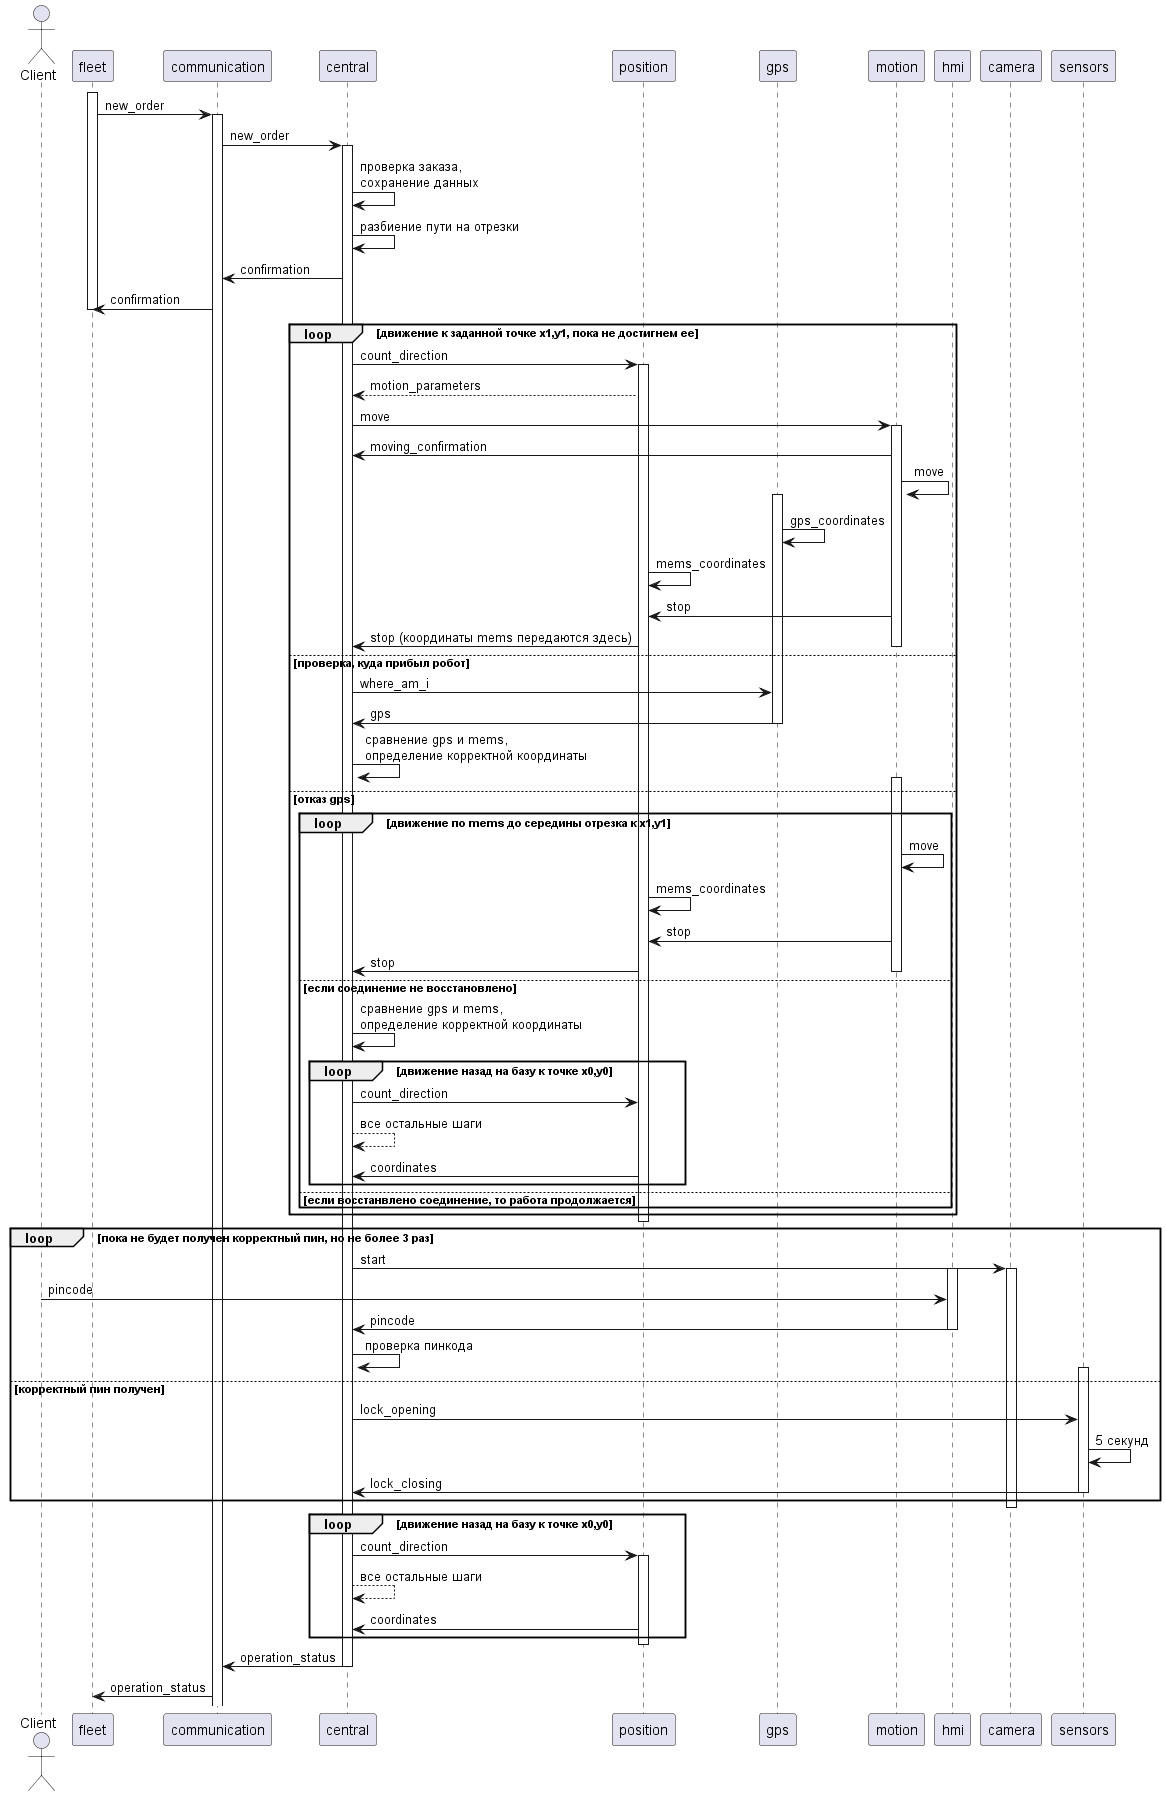 Client
fleet
communication
central
position
gps
motion
hmi
camera
sensors
new_order
new_order
проверка заказа,
сохранение данных
разбиение пути на отрезки
confirmation
confirmation
loop
[движение к заданной точке x1,y1, пока не достигнем ее]
count_direction
motion_parameters
move
moving_confirmation
move
gps_coordinates
mems_coordinates
stop
stop (координаты mems передаются здесь)
[проверка, куда прибыл робот]
where_am_i
gps
сравнение gps и mems,
определение корректной координаты
[отказ gps]
loop
[движение по mems до середины отрезка к x1,y1]
move
mems_coordinates
stop
stop
[если соединение не восстановлено]
сравнение gps и mems,
определение корректной координаты
loop
[движение назад на базу к точке x0,y0]
count_direction
все остальные шаги
coordinates
[если восстанвлено соединение, то работа продолжается]
loop
[пока не будет получен корректный пин, но не более 3 раз]
start
pincode
pincode
проверка пинкода
[корректный пин получен]
lock_opening
5 секунд
lock_closing
loop
[движение назад на базу к точке x0,y0]
count_direction
все остальные шаги
coordinates
operation_status
operation_status
Client
fleet
communication
central
position
gps
motion
hmi
camera
sensors